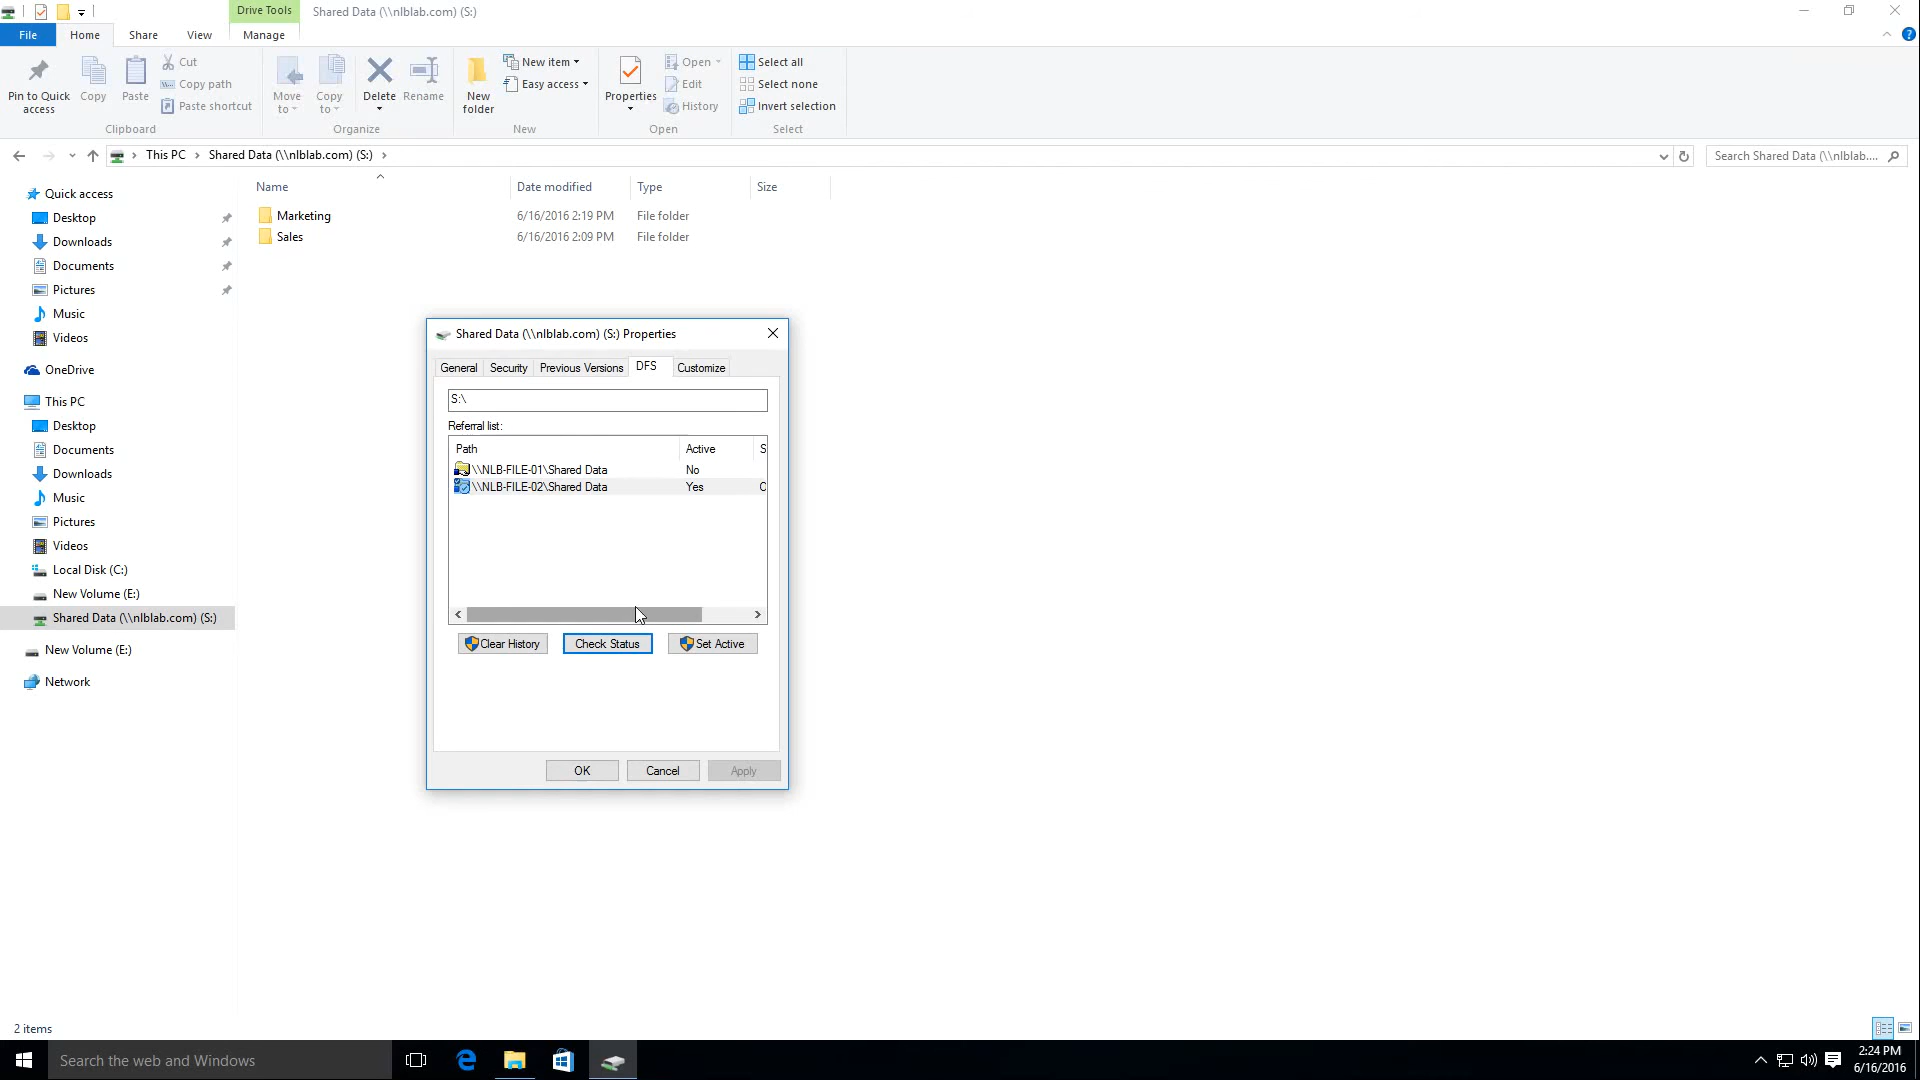 Drive Tools
Shared Data (\\nlblab.com) (S:)
File
Home
Share
View
Manage
Pin to Quick access
Copy
Paste
Cut
Copy path
Paste shortcut
Clipboard
Move to
Copy to
Delete
Rename
Organize
New folder
New item
Easy access
New
Properties
Open
Edit
History
Open
Select all
Select none
Invert selection
Select
This PC
Shared Data (\\nlblab.com) (S:)
Search Shared Data (\\nlblab....
Quick access
Desktop
Downloads
Documents
Pictures
Music
Videos
OneDrive
This PC
Desktop
Documents
Downloads
Music
Pictures
Videos
Local Disk (C:)
New Volume (E:)
Shared Data (\\nlblab.com) (S:)
New Volume (E:)
Network
Name Date modified Type Size
Marketing 6/16/2016 2:19 PM File folder
Sales 6/16/2016 2:09 PM File folder
Shared Data (\\nlblab.com) (S:) Properties
General Security Previous Versions DFS Customize
S:\
Referral list:
Path Active S
\\NLB-FILE-01\Shared Data No
\\NLB-FILE-02\Shared Data Yes
Clear History Check Status Set Active
OK Cancel Apply
2 items
Search the web and Windows
2:24 PM
6/16/2016